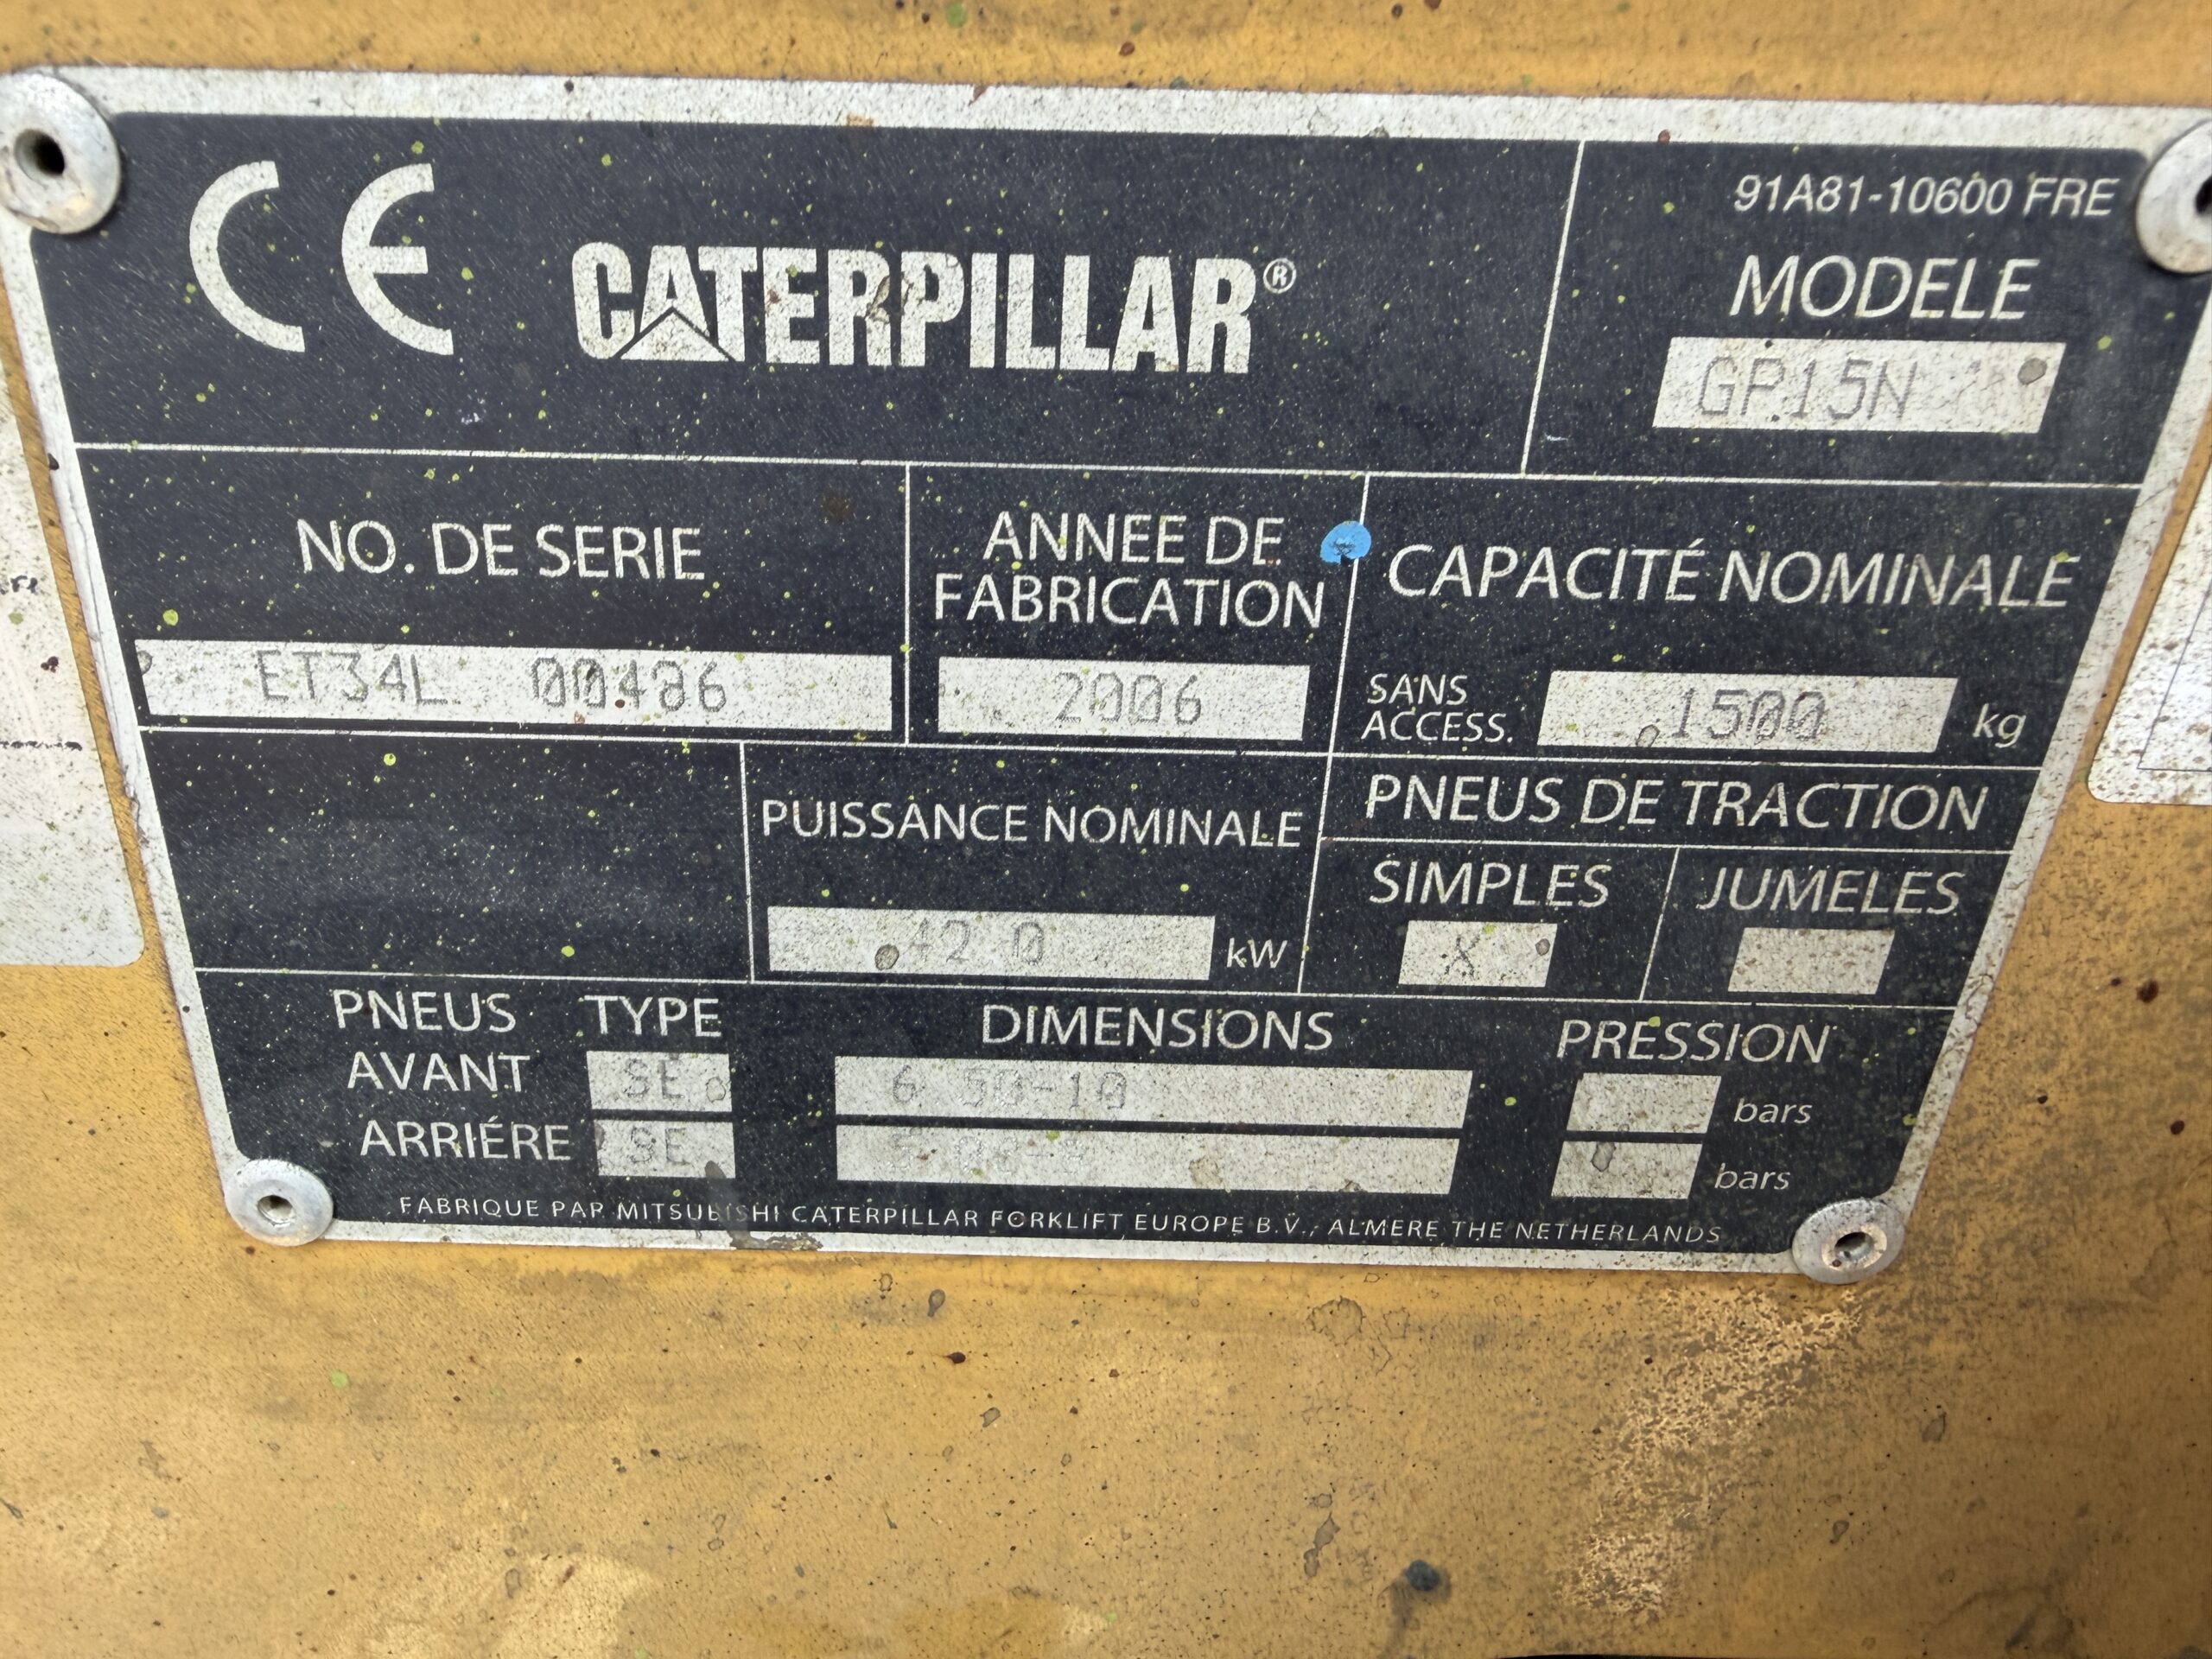 CE CATERPILLAR®
91A81-10600 FRE
MODELE
GP15N
NO. DE SERIE
ET34L
ANNEE DE
FABRICATION
2006
CAPACITÉ NOMINALE
SANS
ACCESS.
1500 kg
PUISSANCE NOMINALE
42.0 kW
PNEUS DE TRACTION
SIMPLES JUMELES
X
PNEUS TYPE DIMENSIONS PRESSION
AVANT SE 6.50-10 bars
ARRIÉRE SE bars
FABRIQUE PAR MITSUBISHI CATERPILLAR FORKLIFT EUROPE B.V., ALMERE THE NETHERLANDS